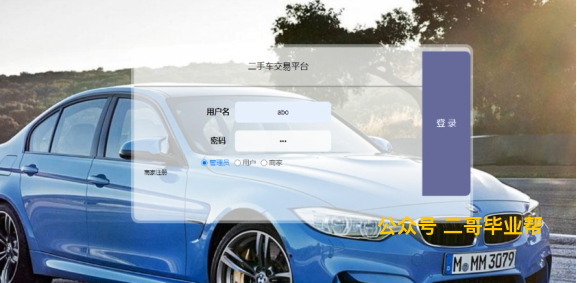 二手车交易平台
用户名 abo
密码 •••
登 录
管理员 用户 商家
商家注册
公众号 二哥毕业帮
M MM 3079